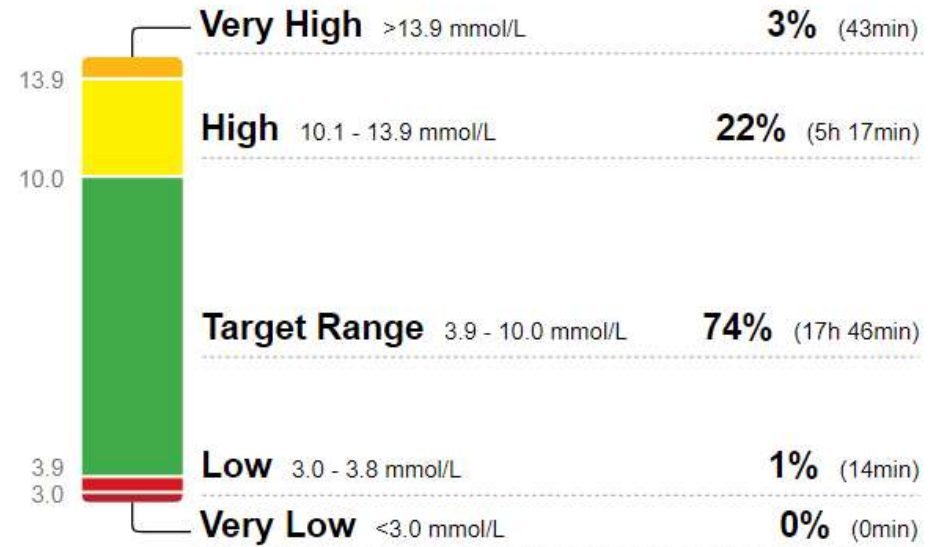 Very High >13.9 mmol/L 3% (43min)
13.9
High 10.1 - 13.9 mmol/L 22% (5h 17min)
10.0
Target Range 3.9 - 10.0 mmol/L 74% (17h 46min)
3.9
Low 3.0 - 3.8 mmol/L 1% (14min)
3.0
Very Low <3.0 mmol/L 0% (0min)